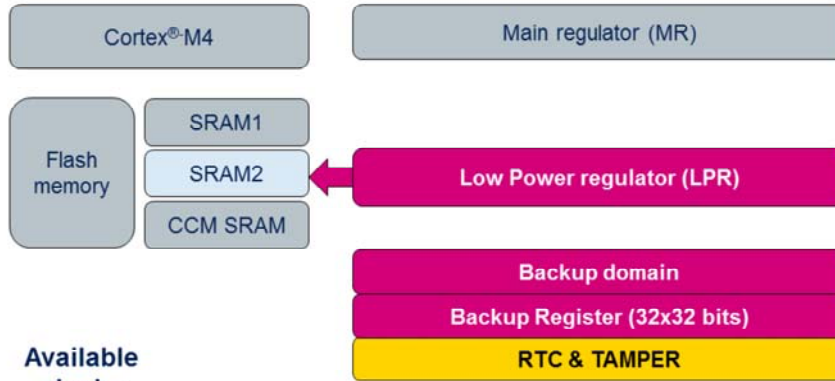 Cortex®-M4
Main regulator (MR)
Flash
memory
SRAM1
SRAM2
CCM SRAM
Low Power regulator (LPR)
Backup domain
Backup Register (32x32 bits)
RTC & TAMPER
Available